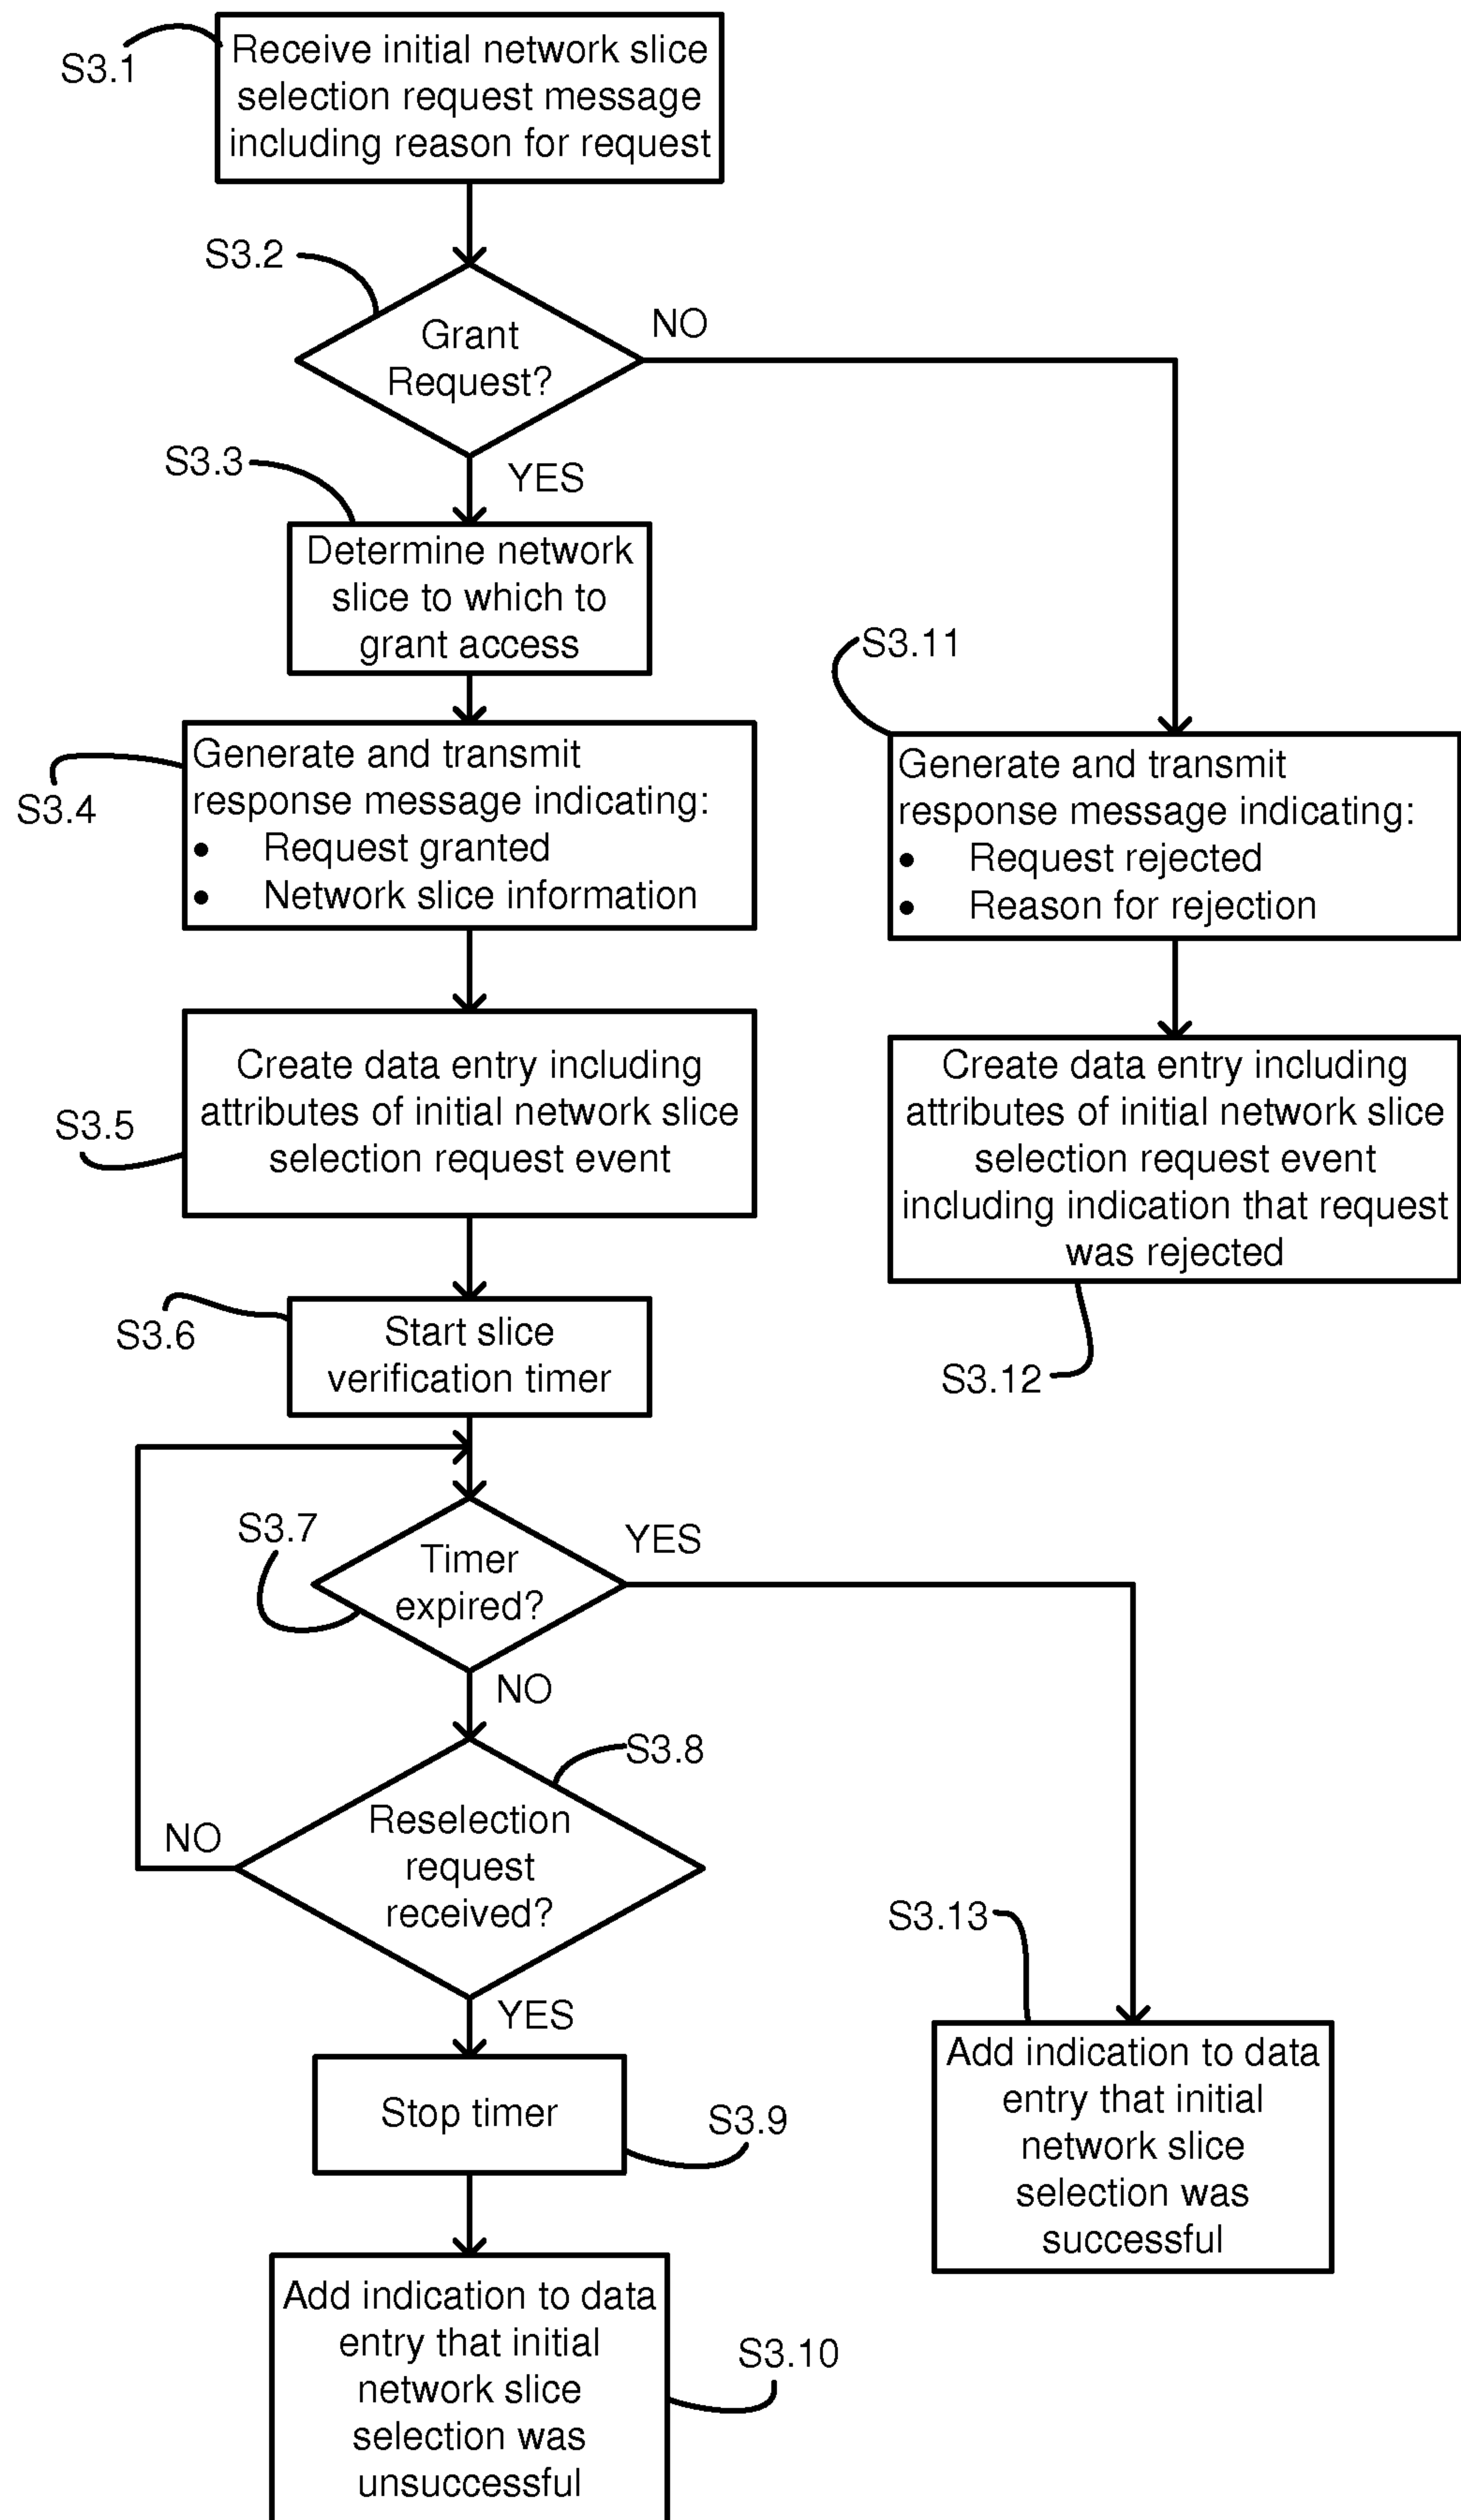 S3.1
Receive initial network slice
selection request message
including reason for request
S3.2
Grant
Request?
NO
YES
S3.3
Determine network
slice to which to
grant access
S3.4
Generate and transmit
response message indicating:
• Request granted
• Network slice information
S3.11
Generate and transmit
response message indicating:
• Request rejected
• Reason for rejection
S3.5
Create data entry including
attributes of initial network slice
selection request event
Create data entry including
attributes of initial network slice
selection request event
including indication that request
was rejected
S3.12
S3.6
Start slice
verification timer
S3.7
Timer
expired?
YES
NO
S3.8
Reselection
request
received?
NO
YES
Stop timer
S3.9
S3.13
Add indication to data
entry that initial
network slice
selection was
successful
Add indication to data
entry that initial
network slice
selection was
unsuccessful
S3.10